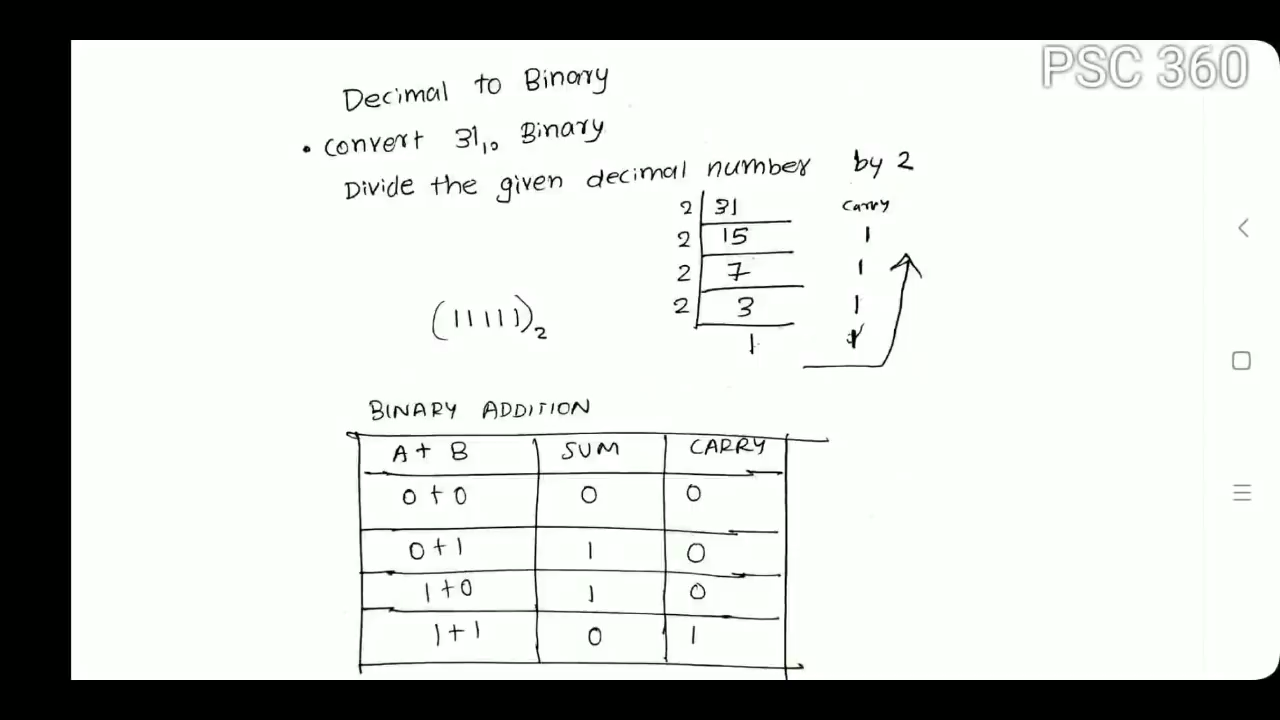 PSC 360
Decimal to Binary
• convert 31₁₀ Binary
Divide the given decimal number by 2
2 31 carry
2 15 1
2 7 1
2 3 1
1 1
(11111)₂
BINARY ADDITION
A + B SUM CARRY
0 + 0 0 0
0 + 1 1 0
1 + 0 1 0
1 + 1 0 1